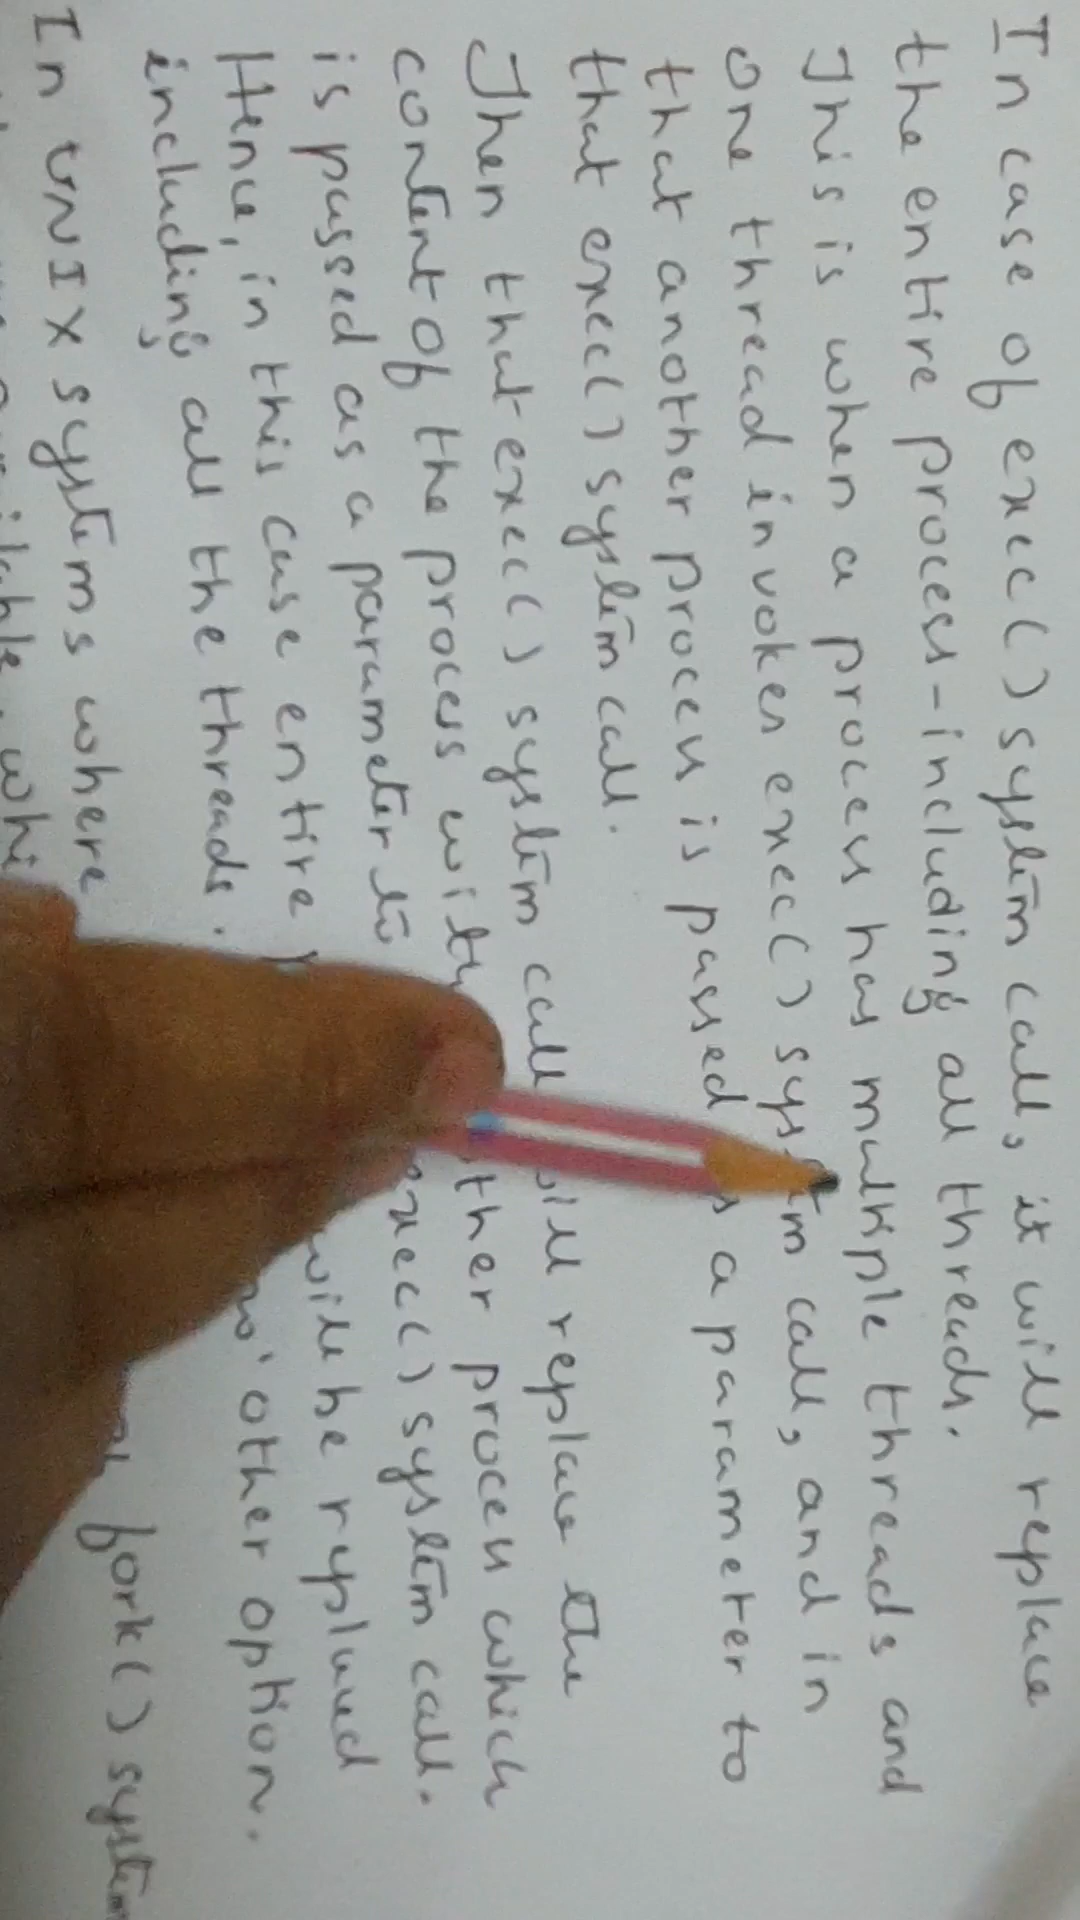 In case of exec() system call, it will replace
the entire process-including all threads.
This is when a process has multiple threads and
one thread invokes exec() system call, and in
that another process is passed a parameter to
that exec() system call.
Then that exec() system call will replace the
content of the process with process which
is passed as a parameter to exec() system call.
Hence, in this case entire will be replaced
including all the threads. other option.
In UNIX systems where fork() system